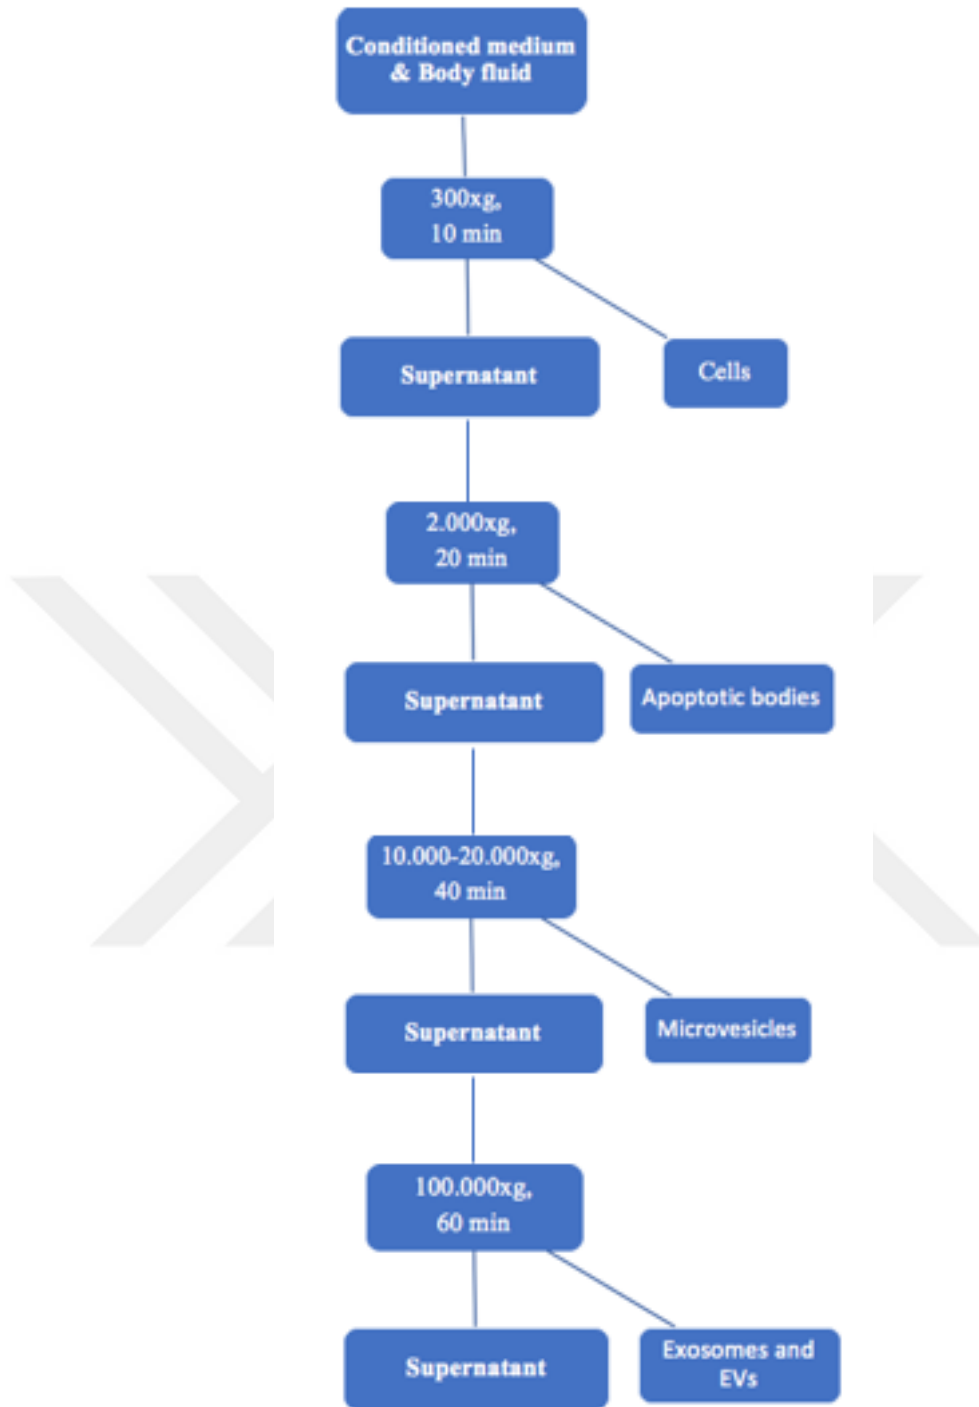 Conditioned medium
& Body fluid
300xg,
10 min
Supernatant
Cells
2.000xg,
20 min
Supernatant
Apoptotic bodies
10.000-20.000xg,
40 min
Supernatant
Microvesicles
100.000xg,
60 min
Supernatant
Exosomes and
EVs